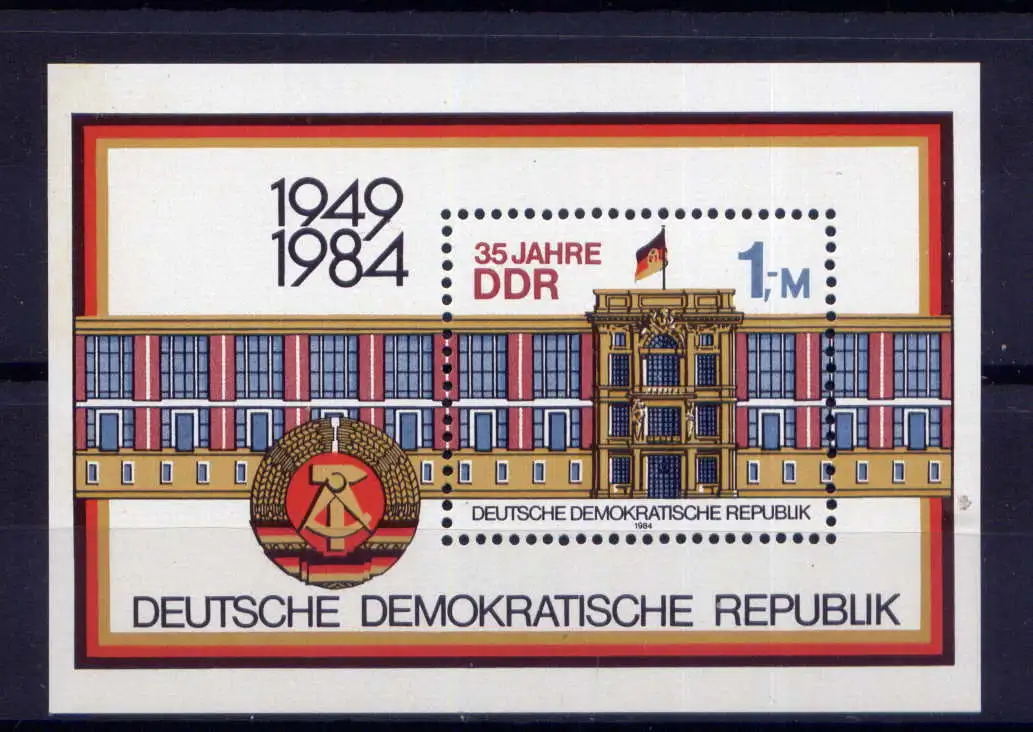 1949
1984
35 JAHRE
DDR
1,-M
DEUTSCHE DEMOKRATISCHE REPUBLIK
1984
DEUTSCHE DEMOKRATISCHE REPUBLIK